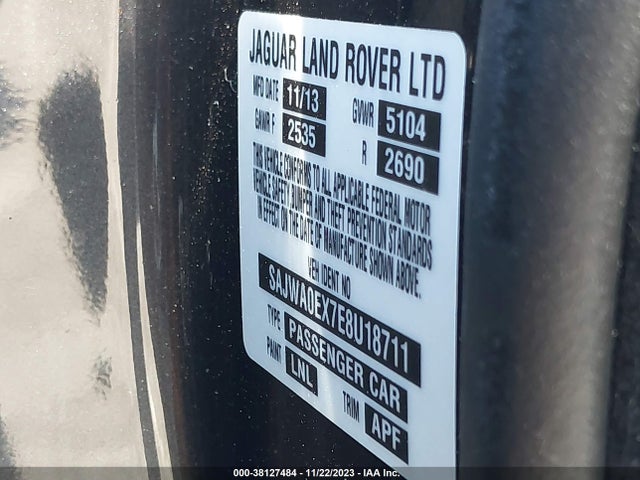 JAGUAR LAND ROVER LTD
MFD DATE 11/13 GVWR 5104
GAWR F 2535 R 2690
THIS VEHICLE CONFORMS TO ALL APPLICABLE FEDERAL MOTOR
VEHICLE SAFETY, BUMPER AND THEFT PREVENTION STANDARDS
IN EFFECT ON THE DATE OF MANUFACTURE SHOWN ABOVE.
VEH IDENT NO
SAJWA0EX7E8U18711
TYPE PASSENGER CAR
PAINT LNL TRIM APF
000-38127484 - 11/22/2023 - IAA Inc.